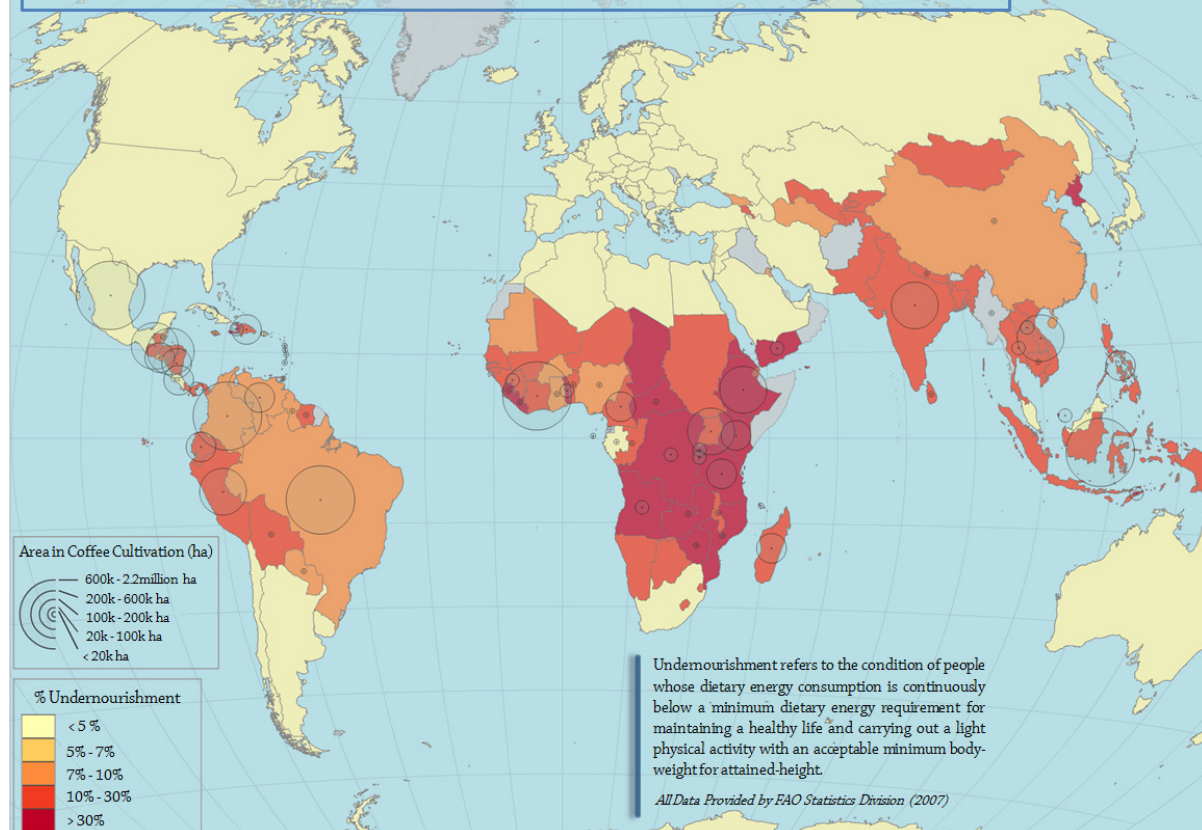 Area in Coffee Cultivation (ha)
600k - 2.2million ha
200k - 600k ha
100k - 200k ha
20k - 100k ha
< 20k ha
% Undernourishment
< 5 %
5% - 7%
7% - 10%
10% - 30%
> 30%
Undernourishment refers to the condition of people
whose dietary energy consumption is continuously
below a minimum dietary energy requirement for
maintaining a healthy life and carrying out a light
physical activity with an acceptable minimum body-
weight for attained-height.
All Data Provided by FAO Statistics Division (2007)